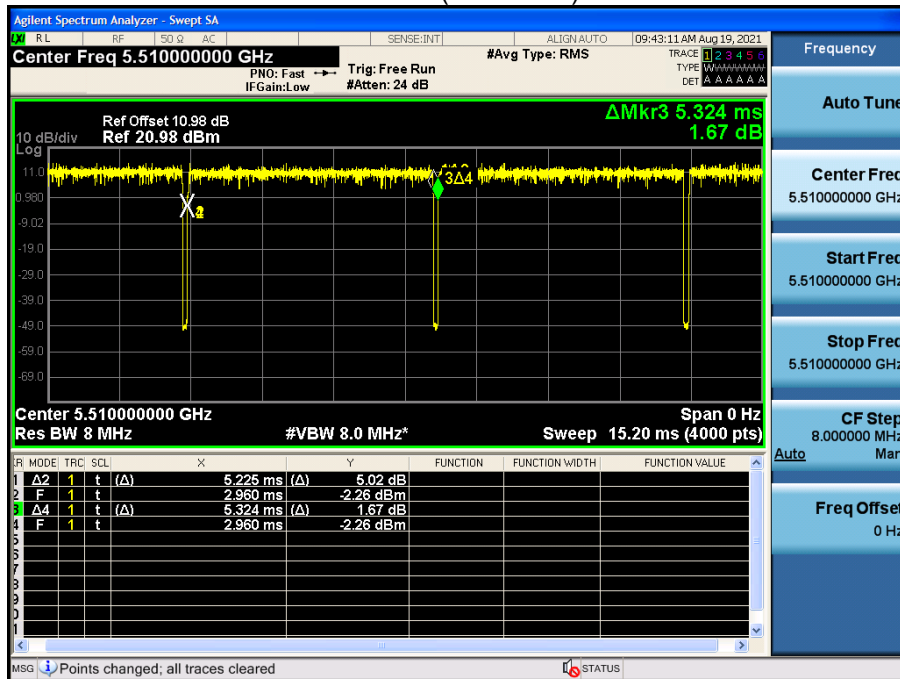 Agilent Spectrum Analyzer - Swept SA
LXI RL RF 50 Ω AC SENSE:INT ALIGN AUTO 09:43:11 AM Aug 19, 2021
Center Freq 5.510000000 GHz
PNO: Fast
IFGain:Low
Trig: Free Run
#Atten: 24 dB
#Avg Type: RMS
TRACE 1 2 3 4 5 6
TYPE WWWWWW
DET A A A A A A
Ref Offset 10.98 dB
10 dB/div Ref 20.98 dBm
Log
ΔMkr3 5.324 ms
1.67 dB
11.0
0.980
-9.02
-19.0
-29.0
-39.0
-49.0
-59.0
-69.0
3Δ4
Center 5.510000000 GHz Span 0 Hz
Res BW 8 MHz #VBW 8.0 MHz* Sweep 15.20 ms (4000 pts)
MODE TRC SCL X Y FUNCTION FUNCTION WIDTH FUNCTION VALUE
1 Δ2 1 t (Δ) 5.225 ms (Δ) 5.02 dB
2 F 1 t 2.960 ms -2.26 dBm
3 Δ4 1 t (Δ) 5.324 ms (Δ) 1.67 dB
4 F 1 t 2.960 ms -2.26 dBm
5
6
7
8
9
0
1
MSG Points changed; all traces cleared STATUS
Frequency
Auto Tune
Center Freq
5.510000000 GHz
Start Freq
5.510000000 GHz
Stop Freq
5.510000000 GHz
CF Step
8.000000 MHz
Auto Man
Freq Offset
0 Hz